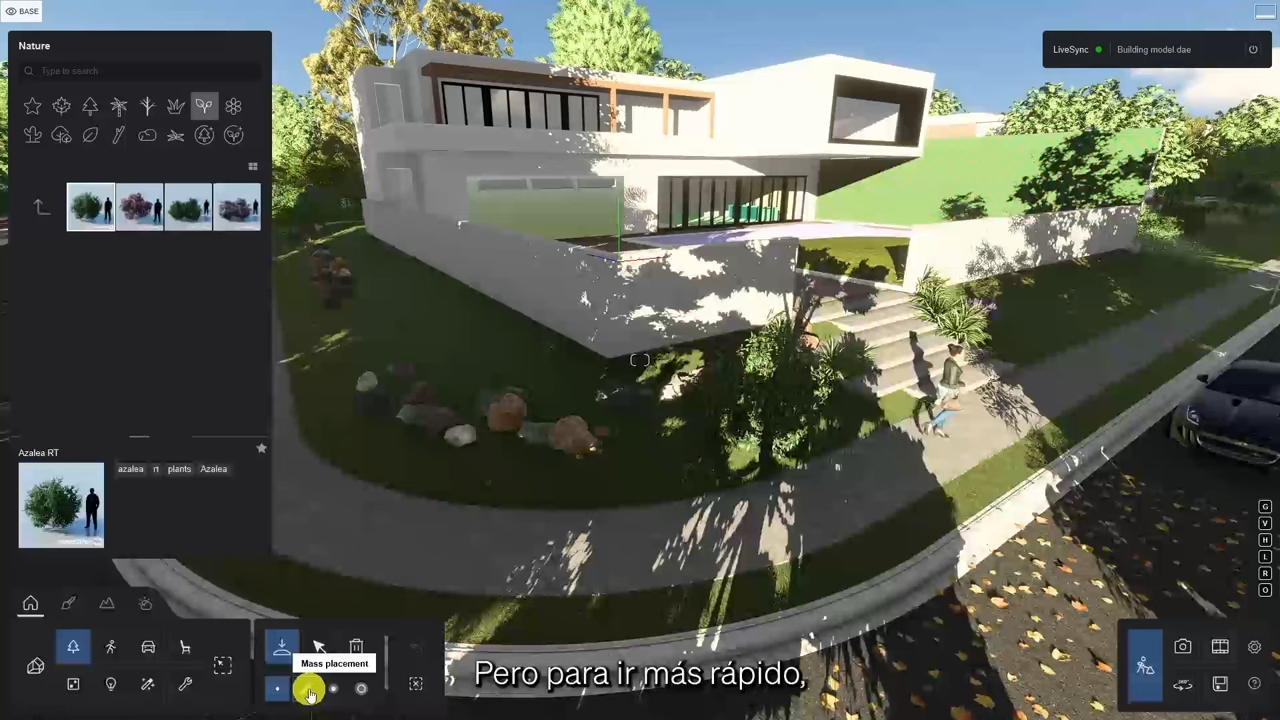 BASE
Nature
Type to search
LiveSync
Building model.dae
Azalea RT
azalea rt plants Azalea
G
V
H
L
R
O
Mass placement
Pero para ir más rápido,